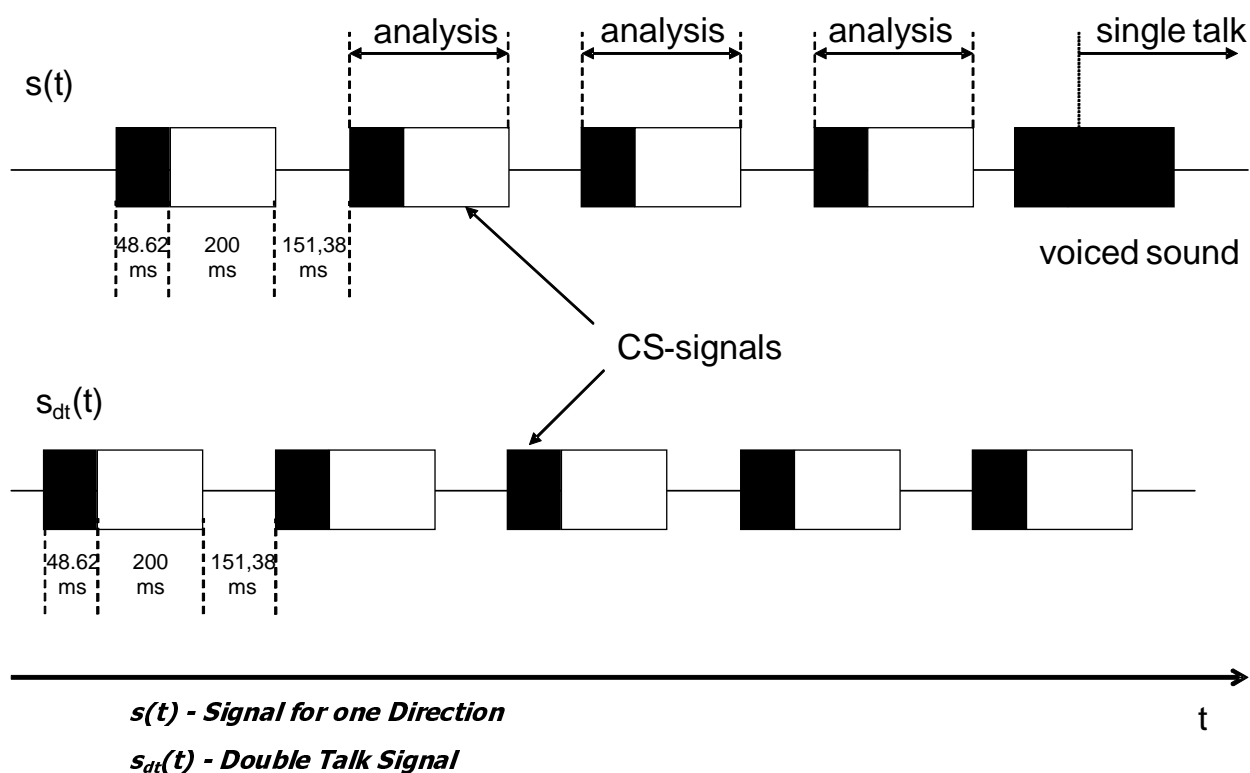 analysis analysis analysis single talk
s(t)
48.62 200 151,38
ms ms ms
voiced sound
CS-signals
s_dt(t)
48.62 200 151,38
ms ms ms
s(t) - Signal for one Direction
t
s_dt(t) - Double Talk Signal